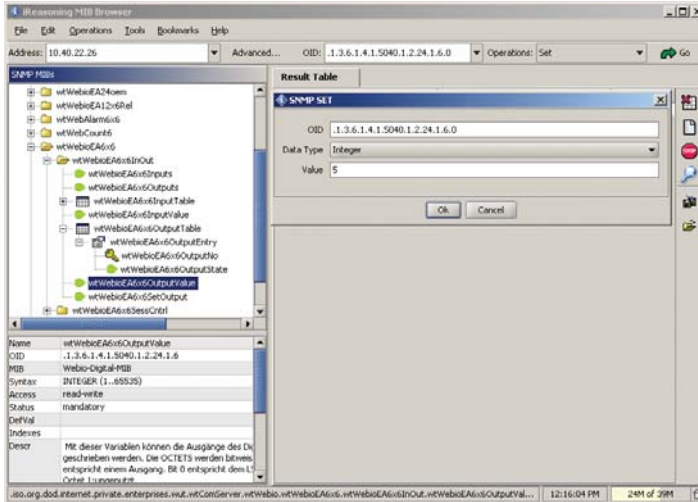 iReasoning MIB Browser
File Edit Operations Tools Bookmarks Help
Address: 10.40.22.26 Advanced... OID: .1.3.6.1.4.1.5040.1.2.24.1.6.0 Operations: Set Go
SNMP MIBs
wtWebioEA24oem
wtWebioEA12x6Rel
wtWebAlarm6x6
wtWebCount6
wtWebioEA6x6
wtWebioEA6x6InOut
wtWebioEA6x6Inputs
wtWebioEA6x6Outputs
wtWebioEA6x6InputTable
wtWebioEA6x6InputValue
wtWebioEA6x6OutputTable
wtWebioEA6x6OutputEntry
wtWebioEA6x6OutputNo
wtWebioEA6x6OutputState
wtWebioEA6x6OutputValue
wtWebioEA6x6SetOutput
wtWebioEA6x6SessCntrl
Name wtWebioEA6x6OutputValue
OID .1.3.6.1.4.1.5040.1.2.24.1.6
MIB Webio-Digital-MIB
Syntax INTEGER (1..65535)
Access read-write
Status mandatory
DefVal
Indexes
Descr Mit dieser Variablen können die Ausgänge des Di
geschrieben werden. Die OCTETS werden bitweis
entspricht einem Ausgang. Bit 0 entspricht dem LS
Octet 1:ungenutzt
Result Table
SNMP SET
OID .1.3.6.1.4.1.5040.1.2.24.1.6.0
Data Type Integer
Value 5
Ok Cancel
.iso.org.dod.internet.private.enterprises.wut.wtComServer.wtWebio.wtWebioEA6x6.wtWebioEA6x6InOut.wtWebioEA6x6OutputVal... 12:16:04 PM 24M of 39M